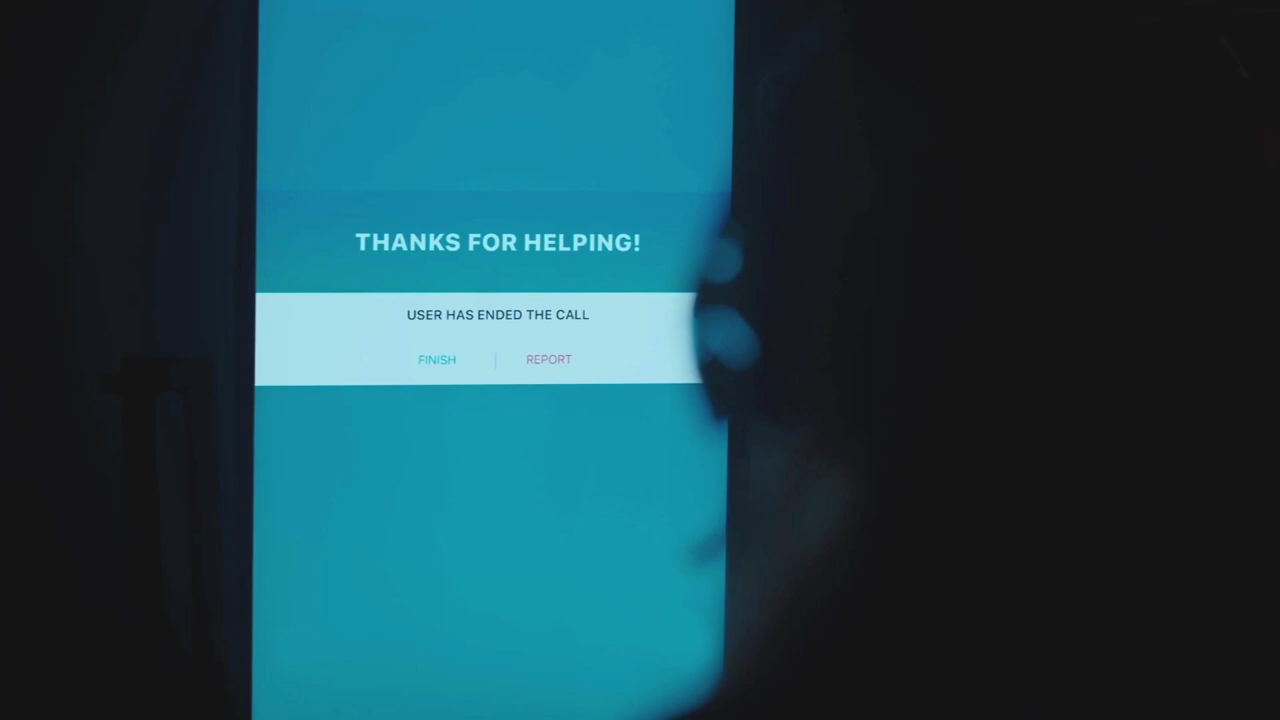 THANKS FOR HELPING!
USER HAS ENDED THE CALL
FINISH | REPORT